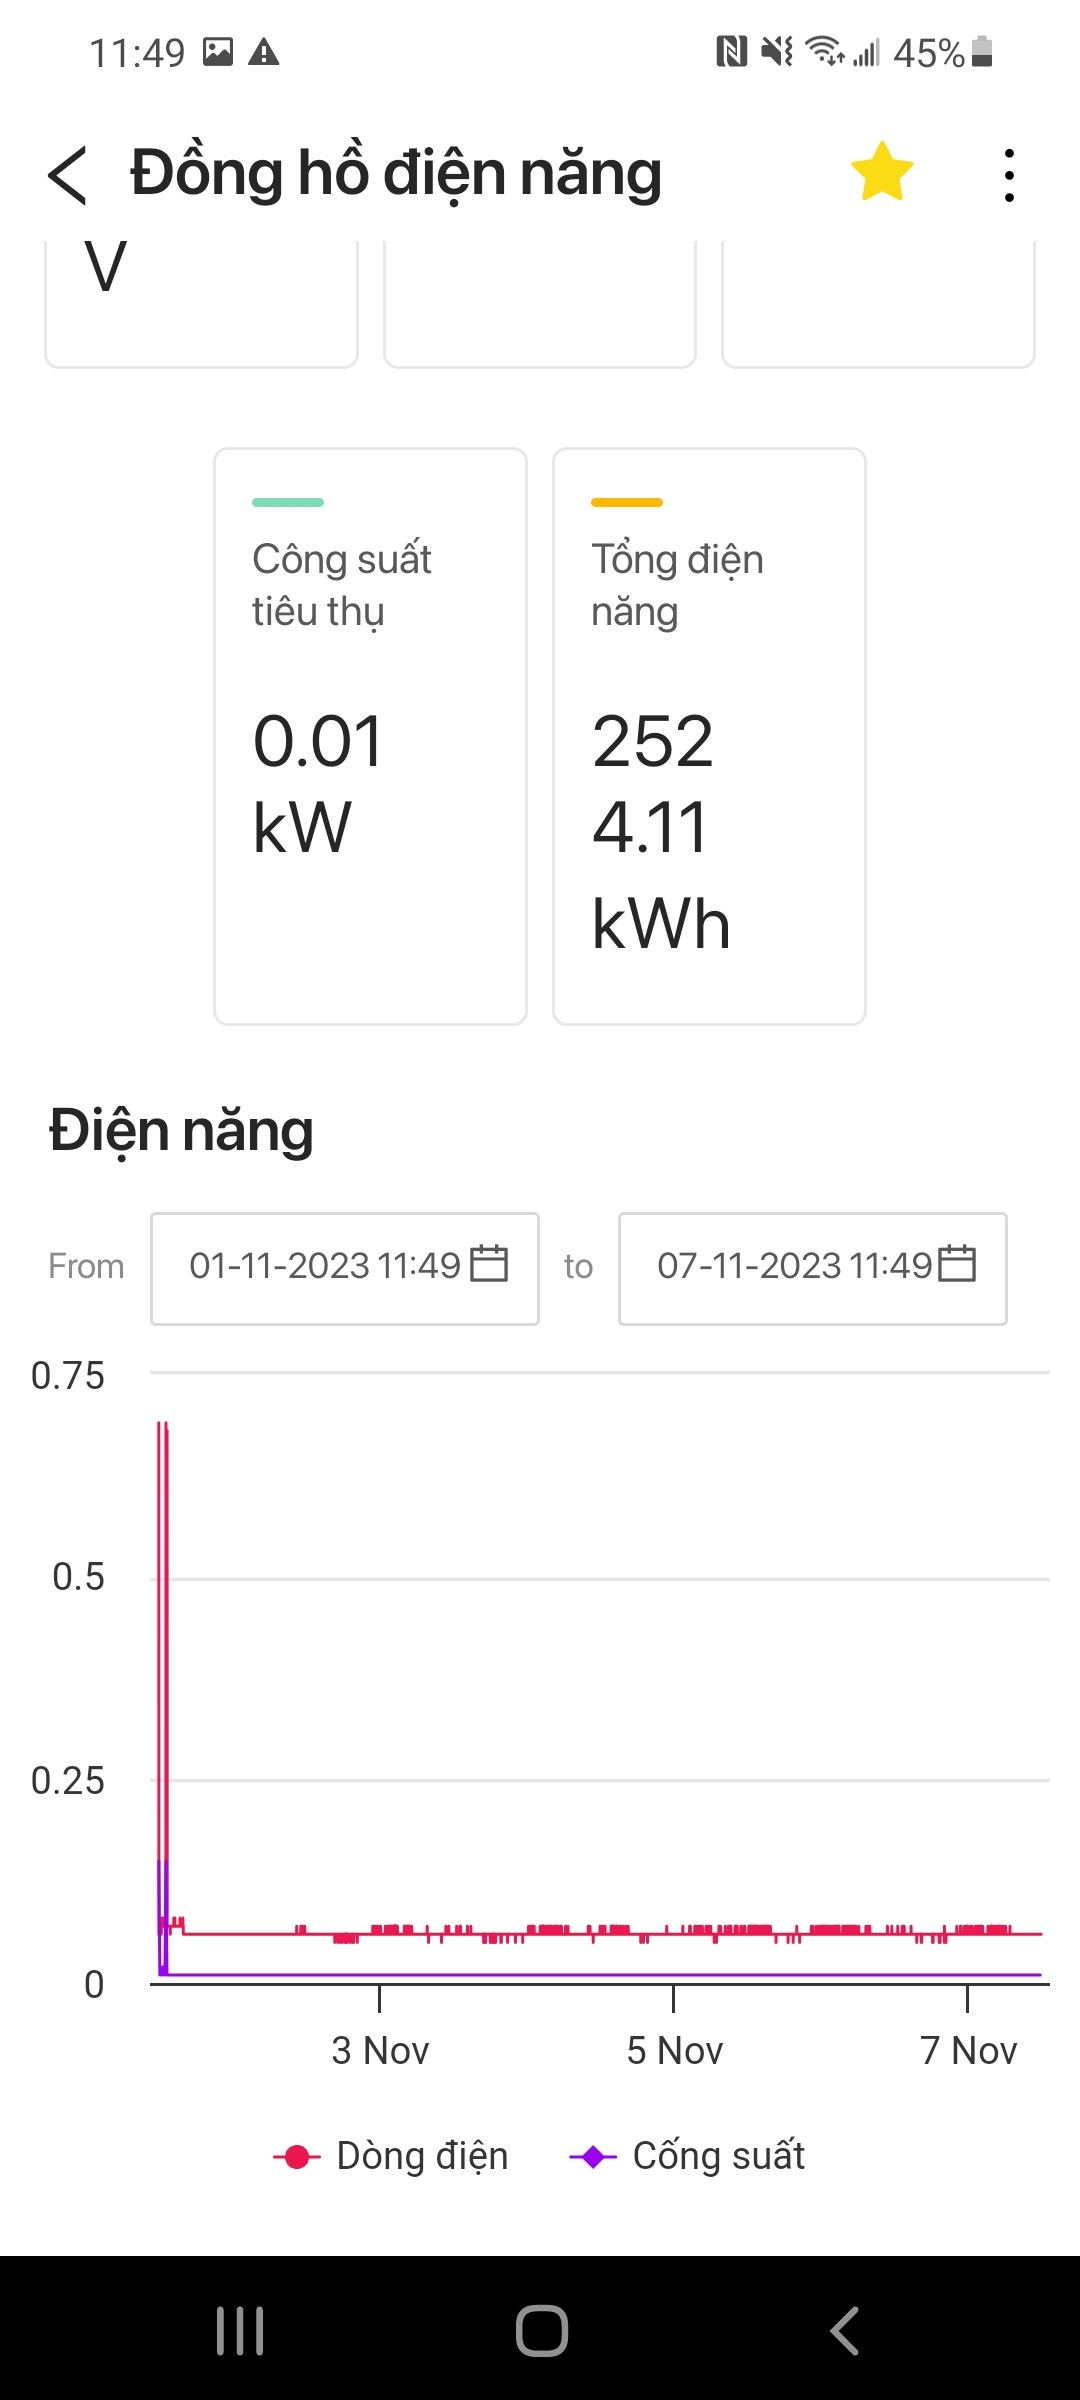 11:49
45%
Đồng hồ điện năng
V
Công suất
tiêu thụ
0.01
kW
Tổng điện
năng
252
4.11
kWh
Điện năng
From 01-11-2023 11:49 to 07-11-2023 11:49
0.75
0.5
0.25
0
3 Nov 5 Nov 7 Nov
Dòng điện Cống suất